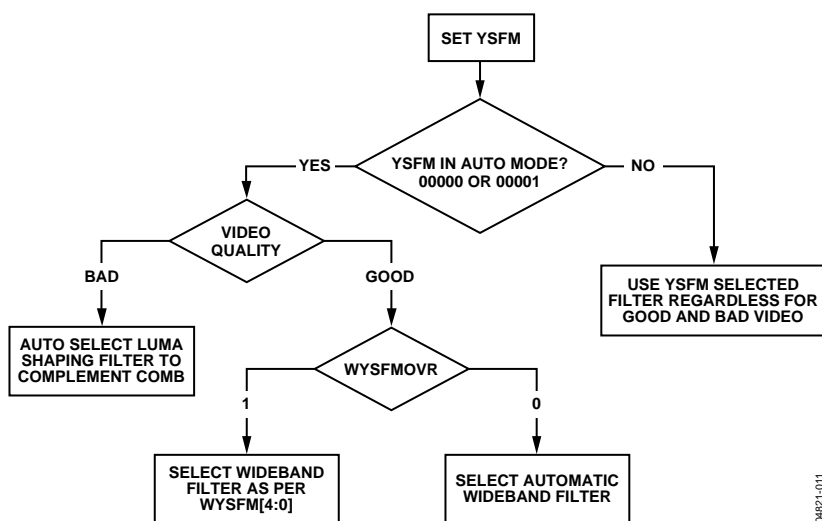 SET YSFM
YSFM IN AUTO MODE?
00000 OR 00001
YES
NO
VIDEO
QUALITY
BAD
GOOD
AUTO SELECT LUMA
SHAPING FILTER TO
COMPLEMENT COMB
USE YSFM SELECTED
FILTER REGARDLESS FOR
GOOD AND BAD VIDEO
WYSFMOVR
1
0
SELECT WIDEBAND
FILTER AS PER
WYSFM[4:0]
SELECT AUTOMATIC
WIDEBAND FILTER
04821-011